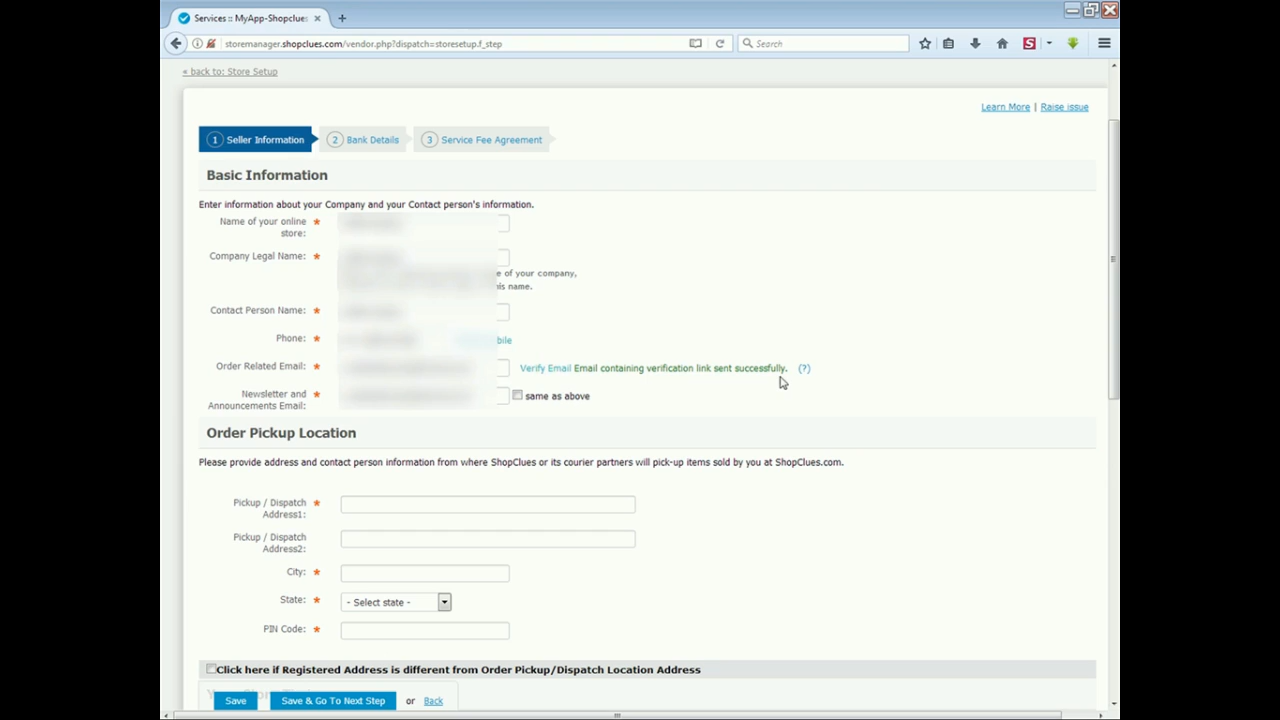 Services :: MyApp-Shopclues
storemanager.shopclues.com/vendor.php?dispatch=storesetup.f_step
Search
S
« back to: Store Setup
Learn More | Raise issue
1 Seller Information
2 Bank Details
3 Service Fee Agreement
Basic Information
Enter information about your Company and your Contact person's information.
Name of your online
store: *
Company Legal Name: *
of your company,
name.
Contact Person Name: *
Phone: *
Order Related Email: *
Verify Email Email containing verification link sent successfully. (?)
Newsletter and
Announcements Email: *
same as above
Order Pickup Location
Please provide address and contact person information from where ShopClues or its courier partners will pick-up items sold by you at ShopClues.com.
Pickup / Dispatch
Address1: *
Pickup / Dispatch
Address2:
City: *
State: *
- Select state -
PIN Code: *
Click here if Registered Address is different from Order Pickup/Dispatch Location Address
Save
Save & Go To Next Step
or
Back